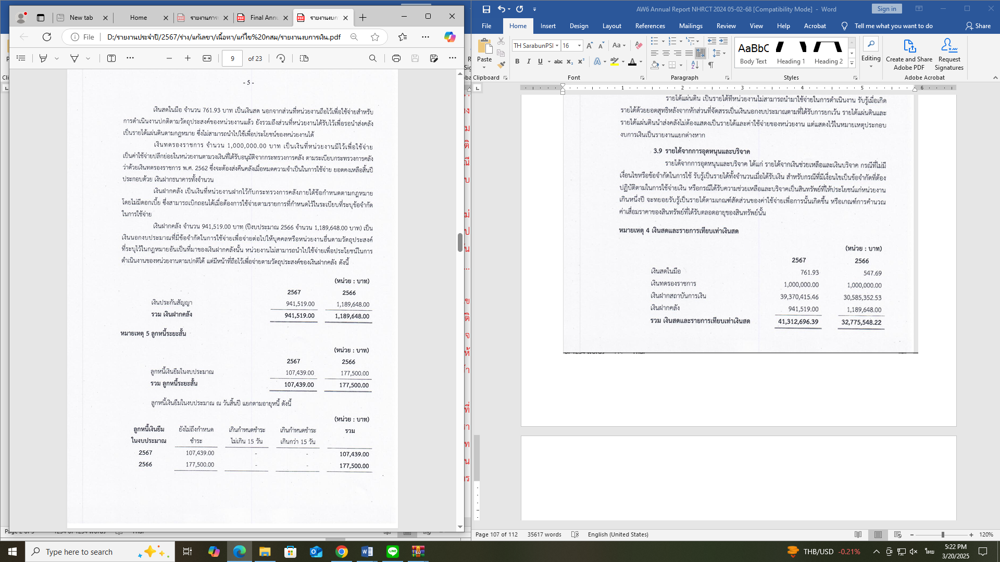 New tab
Home
รายงานการ
Final Ann
รายงานงบก
File
D:/รายงานประจำปี/2567/ร่าง/แก้เลขา/เนื้อหา/แก้ไข%20กสม/รายงานงบการเงิน.pdf
9 of 23
- 5 -
เงินสดในมือ จำนวน 761.93 บาท เป็นเงินสด นอกจากส่วนที่หน่วยงานถือไว้เพื่อใช้จ่ายสำหรับ
การดำเนินงานปกติตามวัตถุประสงค์ของหน่วยงานแล้ว ยังรวมถึงส่วนที่หน่วยงานได้รับไว้เพื่อรอนำส่งคลัง
เป็นรายได้แผ่นดินตามกฎหมาย ซึ่งไม่สามารถนำไปใช้เพื่อประโยชน์ของหน่วยงานได้
เงินทดรองราชการ จำนวน 1,000,000.00 บาท เป็นเงินที่หน่วยงานมีไว้เพื่อใช้จ่าย
เป็นค่าใช้จ่ายปลีกย่อยในหน่วยงานตามวงเงินที่ได้รับอนุมัติจากกระทรวงการคลัง ตามระเบียบกระทรวงการคลัง
ว่าด้วยเงินทดรองราชการ พ.ศ. 2562 ซึ่งจะต้องส่งคืนคลังเมื่อหมดความจำเป็นในการใช้จ่าย ยอดคงเหลือสิ้นปี
ประกอบด้วย เงินฝากธนาคารทั้งจำนวน
เงินฝากคลัง เป็นเงินที่หน่วยงานฝากไว้กับกระทรวงการคลังภายใต้ข้อกำหนดตามกฎหมาย
โดยไม่มีดอกเบี้ย ซึ่งสามารถเบิกถอนได้เมื่อต้องการใช้จ่ายตามรายการที่กำหนดไว้ในระเบียบที่ระบุข้อจำกัด
ในการใช้จ่าย
เงินฝากคลัง จำนวน 941,519.00 บาท (ปีงบประมาณ 2566 จำนวน 1,189,648.00 บาท) เป็น
เงินนอกงบประมาณที่มีข้อจำกัดในการใช้จ่ายเพื่อจ่ายต่อไปให้บุคคลหรือหน่วยงานอื่นตามวัตถุประสงค์
ที่ระบุไว้ในกฎหมายอันเป็นที่มาของเงินฝากคลังนั้น หน่วยงานไม่สามารถนำไปใช้จ่ายเพื่อประโยชน์ในการ
ดำเนินงานของหน่วยงานตามปกติได้ แต่มีหน้าที่ถือไว้เพื่อจ่ายตามวัตถุประสงค์ของเงินฝากคลัง ดังนี้
(หน่วย : บาท)
2567 2566
เงินประกันสัญญา 941,519.00 1,189,648.00
รวม เงินฝากคลัง 941,519.00 1,189,648.00
หมายเหตุ 5 ลูกหนี้ระยะสั้น
(หน่วย : บาท)
2567 2566
ลูกหนี้เงินยืมในงบประมาณ 107,439.00 177,500.00
รวม ลูกหนี้ระยะสั้น 107,439.00 177,500.00
ลูกหนี้เงินยืมในงบประมาณ ณ วันสิ้นปี แยกตามอายุหนี้ ดังนี้
(หน่วย : บาท)
ลูกหนี้เงินยืม ยังไม่ถึงกำหนด เกินกำหนดชำระ เกินกำหนดชำระ รวม
ในงบประมาณ ชำระ ไม่เกิน 15 วัน เกินกว่า 15 วัน
2567 107,439.00 - - 107,439.00
2566 177,500.00 - - 177,500.00
AW6 Annual Report NHRCT 2024 05-02-68 [Compatibility Mode] - Word
Sign in
File Home Insert Design Layout References Mailings Review View Help Acrobat Tell me what you want to do Share
Paste
TH SarabunPSI 16
AaBbC
Body Text Heading 1 Heading 2
Editing
Create and Share Adobe PDF
Request Signatures
Clipboard Font Paragraph Styles Adobe Acrobat
1 2 3 4 5 6
รายได้แผ่นดิน เป็นรายได้ที่หน่วยงานไม่สามารถนำมาใช้จ่ายในการดำเนินงาน รับรู้เมื่อเกิด
รายได้ด้วยยอดสุทธิหลังจากหักส่วนที่จัดสรรเป็นเงินนอกงบประมาณตามที่ได้รับการยกเว้น รายได้แผ่นดินและ
รายได้แผ่นดินนำส่งคลังไม่ต้องแสดงเป็นรายได้และค่าใช้จ่ายของหน่วยงาน แต่แสดงไว้ในหมายเหตุประกอบ
งบการเงินเป็นรายงานแยกต่างหาก
3.9 รายได้จากการอุดหนุนและบริจาค
รายได้จากการอุดหนุนและบริจาค ได้แก่ รายได้จากเงินช่วยเหลือและเงินบริจาค กรณีที่ไม่มี
เงื่อนไขหรือข้อจำกัดในการใช้ รับรู้เป็นรายได้ทั้งจำนวนเมื่อได้รับเงิน สำหรับกรณีที่มีเงื่อนไขเป็นข้อจำกัดที่ต้อง
ปฏิบัติตามในการใช้จ่ายเงิน หรือกรณีได้รับความช่วยเหลือและบริจาคเป็นสินทรัพย์ที่ให้ประโยชน์แก่หน่วยงาน
เกินหนึ่งปี จะทยอยรับรู้เป็นรายได้ตามเกณฑ์สัดส่วนของค่าใช้จ่ายเพื่อการนั้นเกิดขึ้น หรือเกณฑ์การคำนวณ
ค่าเสื่อมราคาของสินทรัพย์ที่ได้รับตลอดอายุของสินทรัพย์นั้น
หมายเหตุ 4 เงินสดและรายการเทียบเท่าเงินสด
(หน่วย : บาท)
2567 2566
เงินสดในมือ 761.93 547.69
เงินทดรองราชการ 1,000,000.00 1,000,000.00
เงินฝากสถาบันการเงิน 39,370,415.46 30,585,352.53
เงินฝากคลัง 941,519.00 1,189,648.00
รวม เงินสดและรายการเทียบเท่าเงินสด 41,312,696.39 32,775,548.22
Page 107 of 112 35617 words English (United States) 120%
Type here to search
THB/USD -0.21%
ไทย
5:22 PM
3/20/2025